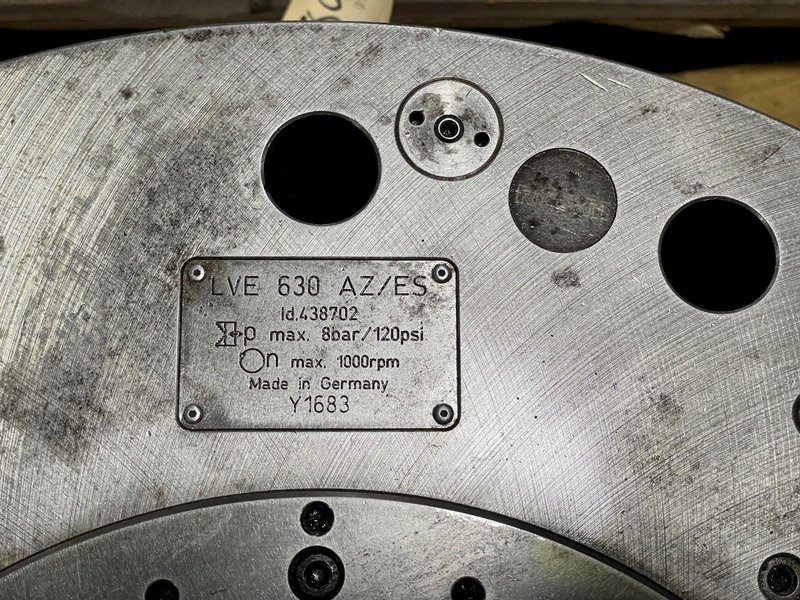 LVE 630 AZ/ES
Id.438702
p max. 8bar/120psi
n max. 1000rpm
Made in Germany
Y1683